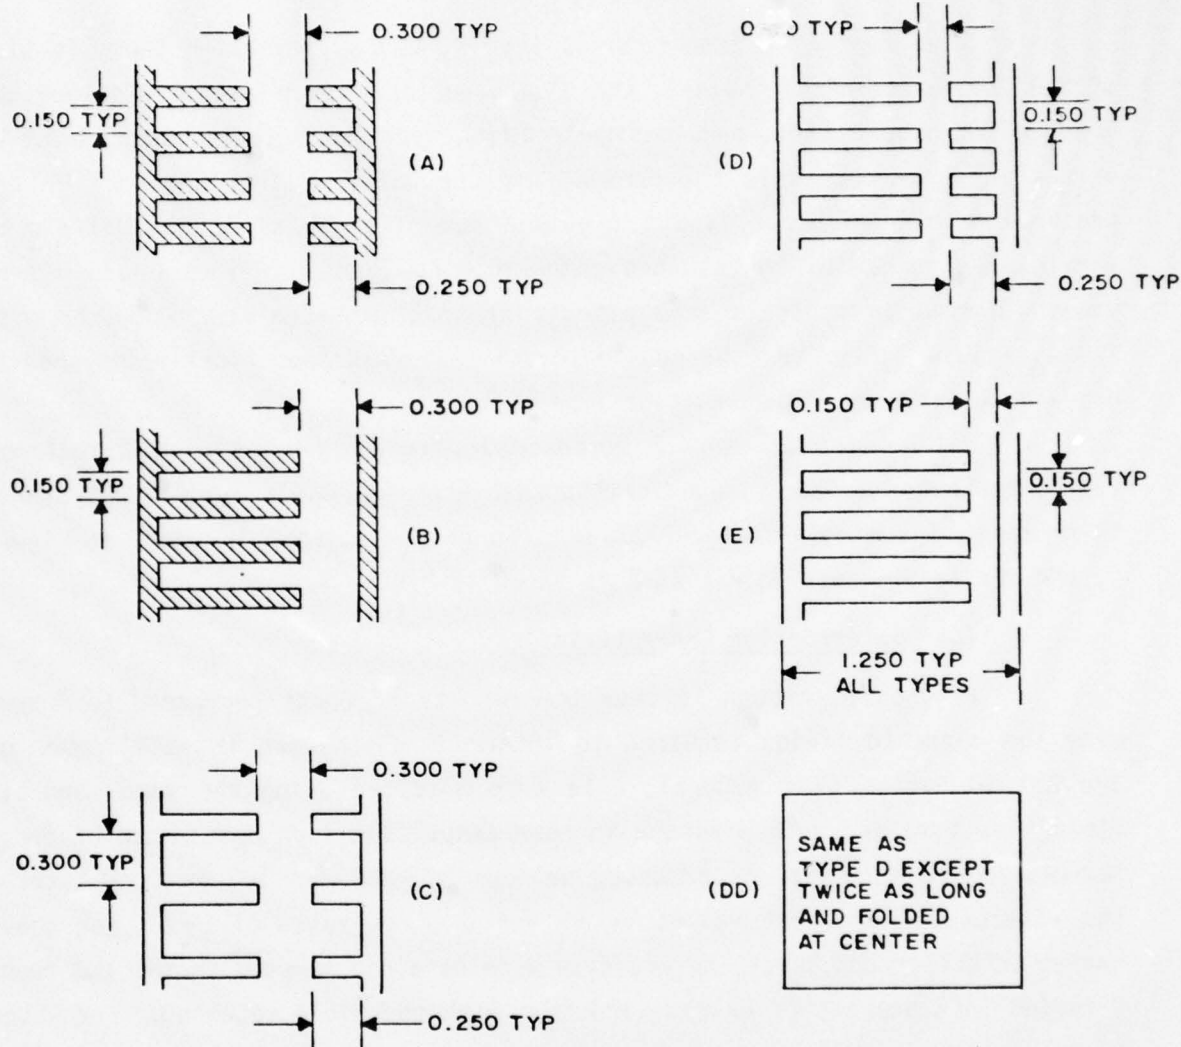 0.300 TYP
0.150 TYP
(A)
0.250 TYP
TYP
0.150 TYP
(D)
0.250 TYP
0.300 TYP
0.150 TYP
(B)
0.150 TYP
0.150 TYP
(E)
1.250 TYP
ALL TYPES
0.300 TYP
0.300 TYP
(C)
0.250 TYP
(DD)
SAME AS
TYPE D EXCEPT
TWICE AS LONG
AND FOLDED
AT CENTER